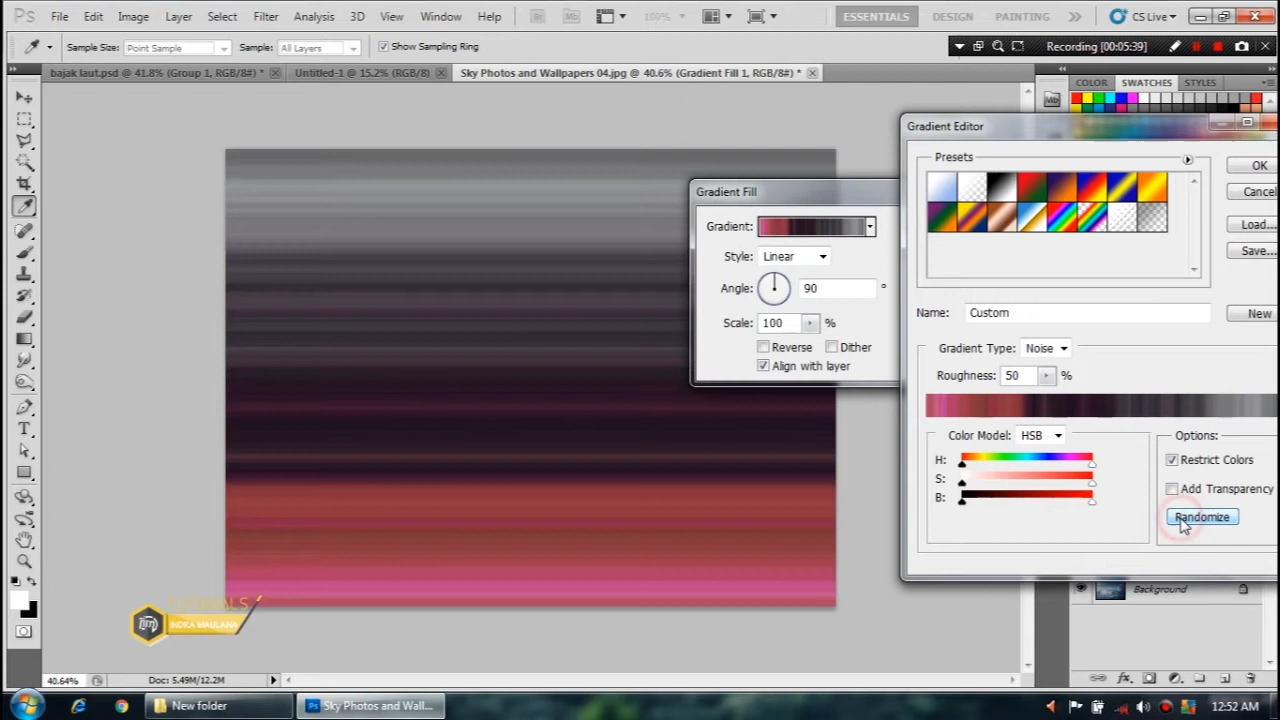 Ps File Edit Image Layer Select Filter Analysis 3D View Window Help Br Mb 100% ESSENTIALS DESIGN PAINTING CS Live
Sample Size: Point Sample Sample: All Layers Show Sampling Ring Recording [00:05:39]
bajak laut.psd @ 41.8% (Group 1, RGB/8#) * Untitled-1 @ 15.2% (RGB/8) Sky Photos and Wallpapers 04.jpg @ 40.6% (Gradient Fill 1, RGB/8#) * COLOR SWATCHES STYLES
Mb
Gradient Editor
Presets
OK
Cancel
Load...
Save...
Name: Custom New
Gradient Type: Noise
Roughness: 50 %
Color Model: HSB
H:
S:
B:
Options:
Restrict Colors
Add Transparency
Randomize
Gradient Fill
Gradient:
Style: Linear
Angle: 90 °
Scale: 100 %
Reverse Dither
Align with layer
TUTORIALS
INDRA MAULANA
Background
40.64% Doc: 5.49M/12.2M
New folder Sky Photos and Wall... 12:52 AM